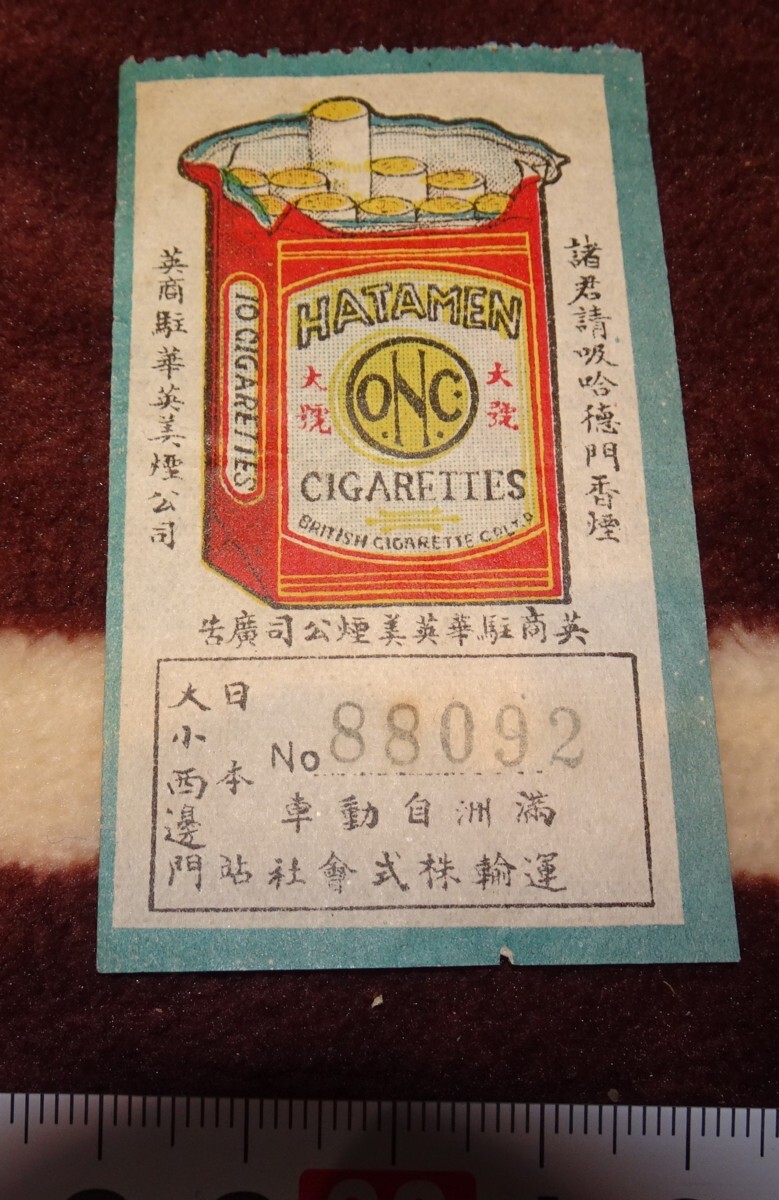 諸君請吸哈德門香煙
英商駐華英美煙公司
10 CIGARETTES
HATAMEN
大號
大號
O.N.C.
CIGARETTES
BRITISH CIGARETTE CO LTD
英商駐華英美煙公司廣告
No 88092
滿洲自動車
運輸株式會社
日本站
大小西邊門